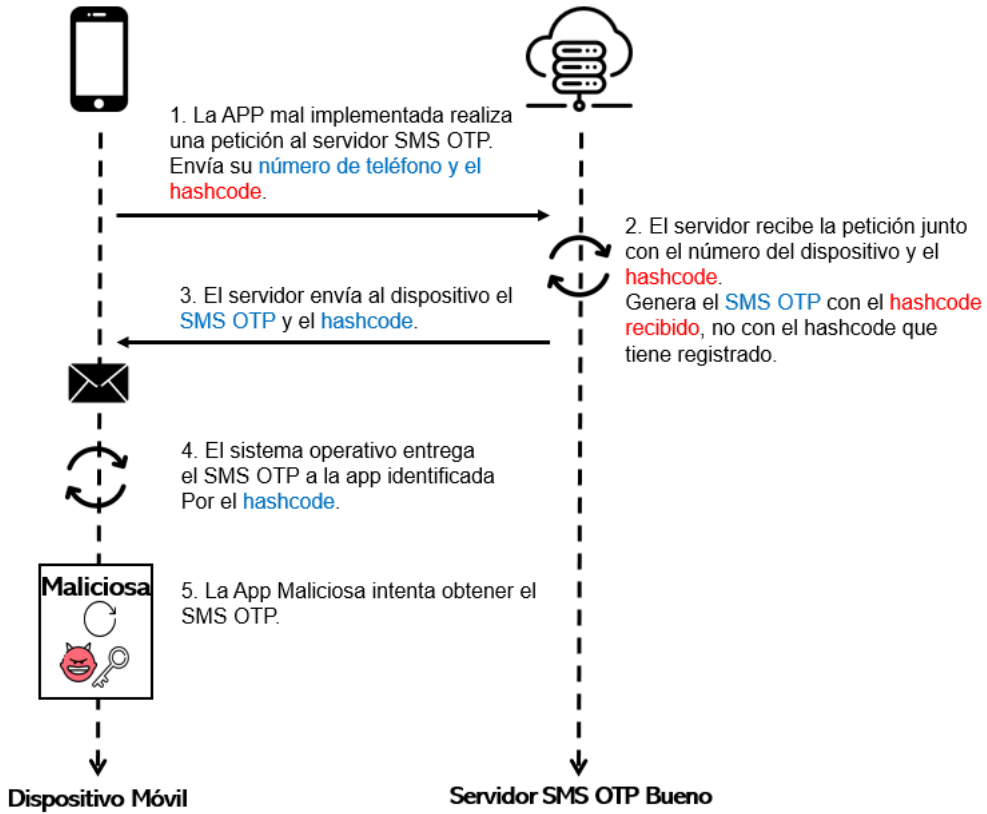 1. La APP mal implementada realiza
una petición al servidor SMS OTP.
Envía su número de teléfono y el
hashcode.
2. El servidor recibe la petición junto
con el número del dispositivo y el
hashcode.
Genera el SMS OTP con el hashcode
recibido, no con el hashcode que
tiene registrado.
3. El servidor envía al dispositivo el
SMS OTP y el hashcode.
4. El sistema operativo entrega
el SMS OTP a la app identificada
Por el hashcode.
Maliciosa
5. La App Maliciosa intenta obtener el
SMS OTP.
Dispositivo Móvil
Servidor SMS OTP Bueno